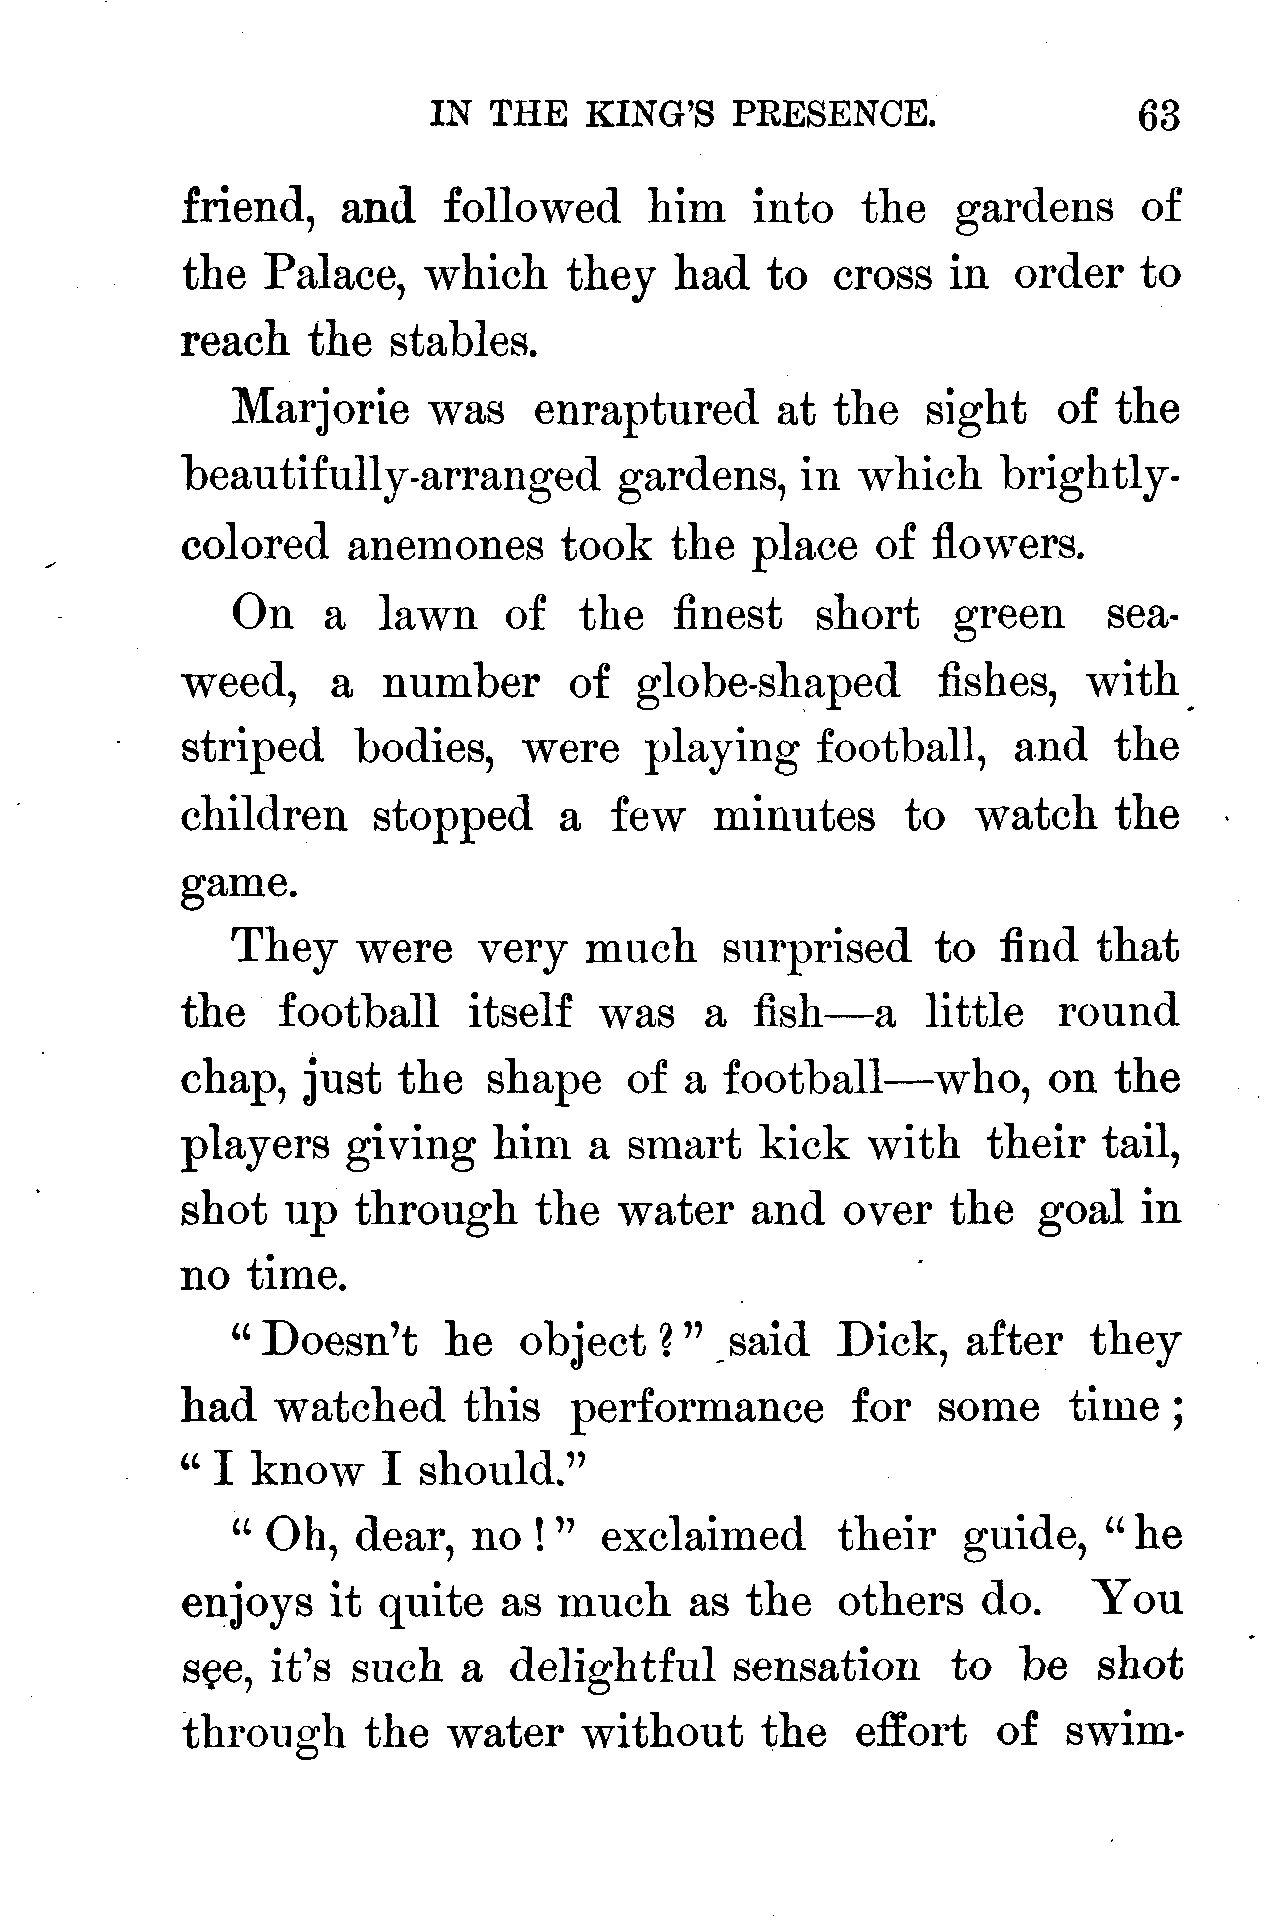 IN THE KING'S PRESENCE. 63
friend, and followed him into the gardens of
the Palace, which they had to cross in order to
reach the stables.
Marjorie was enraptured at the sight of the
beautifully-arranged gardens, in which brightly-
colored anemones took the place of flowers.
On a lawn of the finest short green sea-
weed, a number of globe-shaped fishes, with
striped bodies, were playing football, and the
children stopped a few minutes to watch the
game.
They were very much surprised to find that
the football itself was a fish—a little round
chap, just the shape of a football—who, on the
players giving him a smart kick with their tail,
shot up through the water and over the goal in
no time.
“Doesn't he object?” said Dick, after they
had watched this performance for some time;
“I know I should.”
“Oh, dear, no!” exclaimed their guide, “he
enjoys it quite as much as the others do. You
see, it's such a delightful sensation to be shot
through the water without the effort of swim-